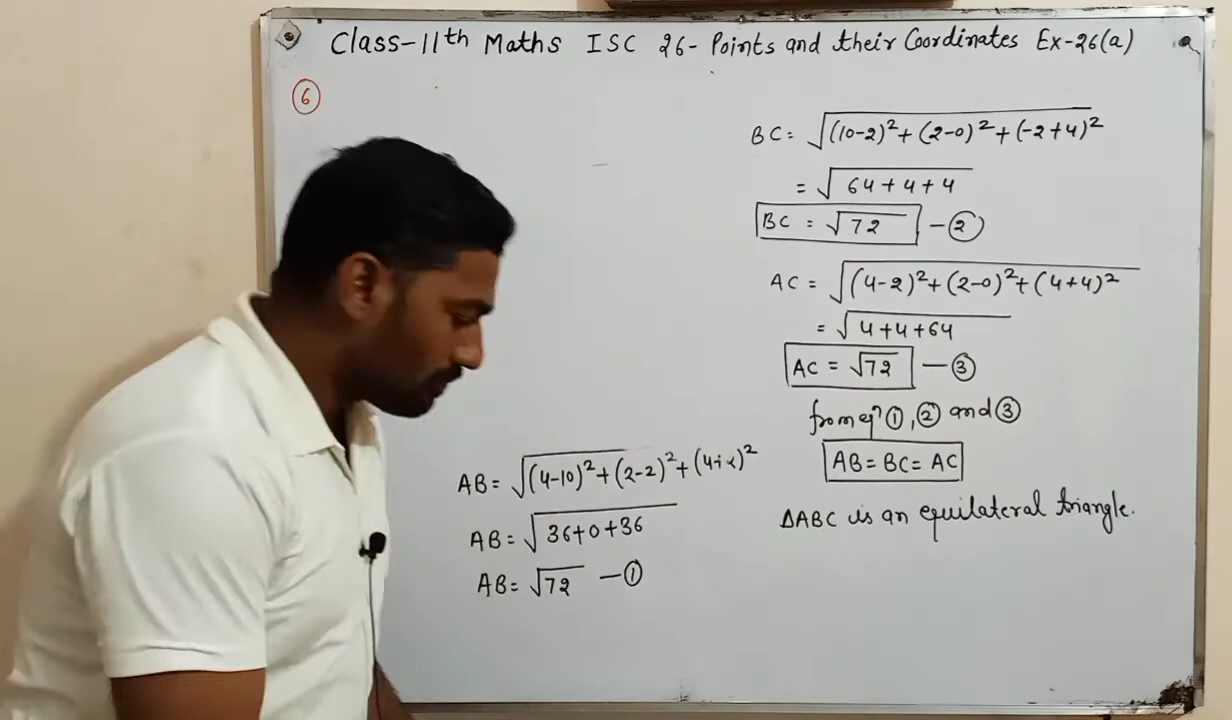 Class-11th Maths ISC 26- Points and their Coordinates Ex-26(a)
6
AB= √(4-10)²+(2-2)²+(4+2)²
AB= √36+0+36
AB= √72 -①
BC= √(10-2)²+(2-0)²+(-2+4)²
= √64+4+4
BC = √72 -②
AC = √(4-2)²+(2-0)²+(4+4)²
= √4+4+64
AC = √72 -③
from eqⁿ ①,② and ③
AB=BC=AC
ΔABC is an equilateral triangle.